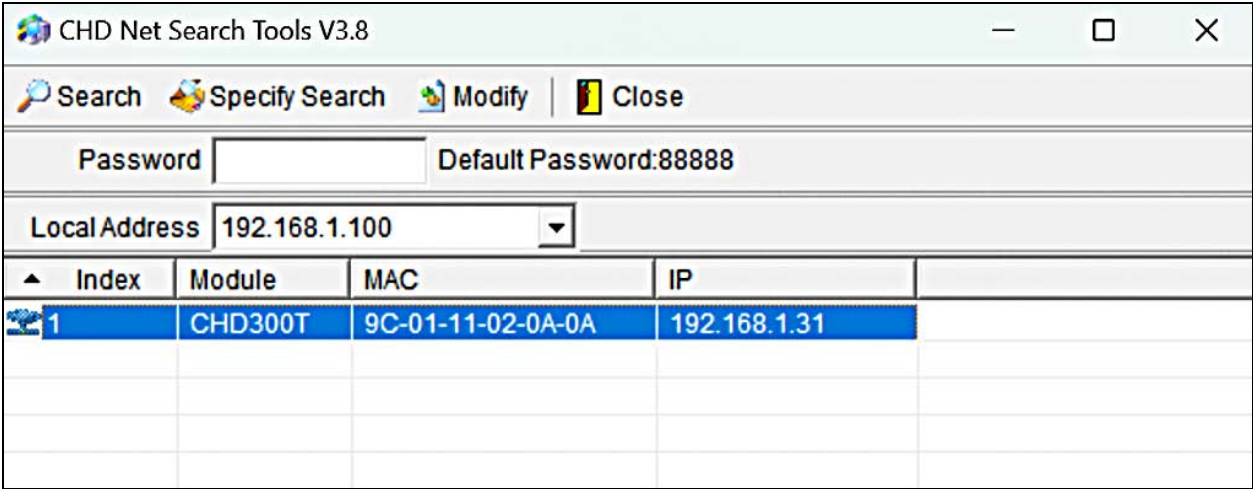 CHD Net Search Tools V3.8
Search Specify Search Modify Close
Password Default Password:88888
Local Address 192.168.1.100
Index Module MAC IP
1 CHD300T 9C-01-11-02-0A-0A 192.168.1.31